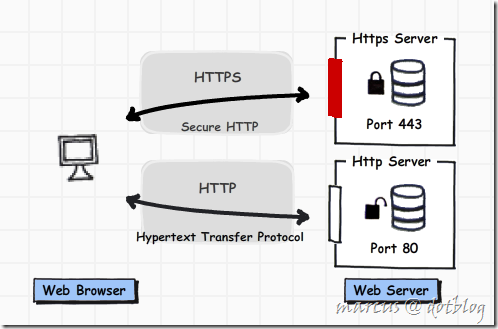 Https Server
HTTPS
Secure HTTP
Port 443
Http Server
HTTP
Hypertext Transfer Protocol
Port 80
Web Browser
Web Server
marcus @ dotblog